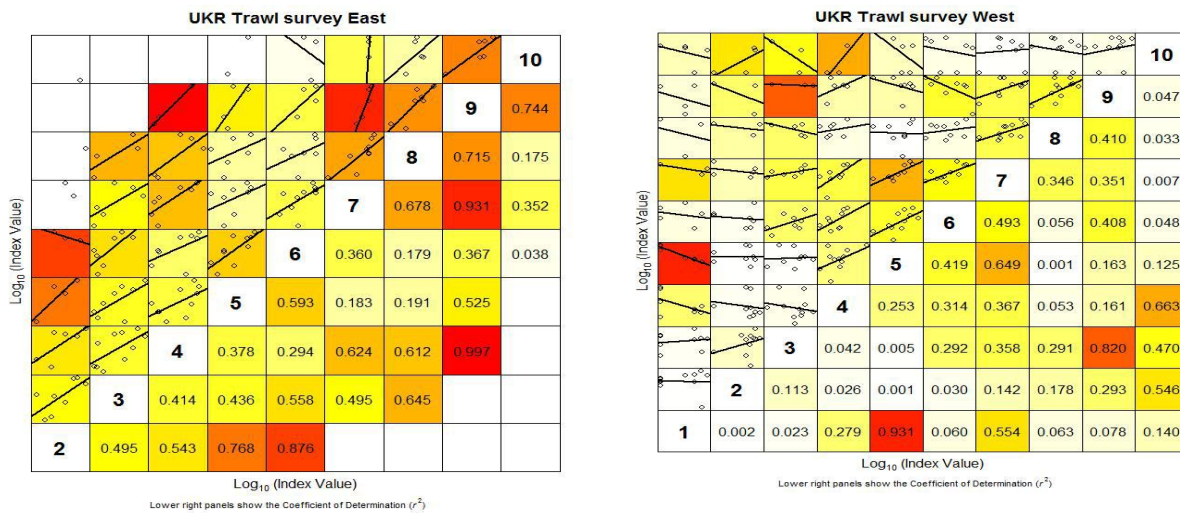 UKR Trawl survey East
10
9 0.744
8 0.715 0.175
7 0.678 0.931 0.352
6 0.360 0.179 0.367 0.038
5 0.593 0.183 0.191 0.525
4 0.378 0.294 0.624 0.612 0.997
3 0.414 0.436 0.558 0.495 0.645
2 0.495 0.543 0.768 0.876
Log10 (Index Value)
Log10 (Index Value)
Lower right panels show the Coefficient of Determination (r²)
UKR Trawl survey West
10
9 0.047
8 0.410 0.033
7 0.346 0.351 0.007
6 0.493 0.056 0.408 0.048
5 0.419 0.649 0.001 0.163 0.125
4 0.253 0.314 0.367 0.053 0.161 0.663
3 0.042 0.005 0.292 0.358 0.291 0.820 0.470
2 0.113 0.026 0.001 0.030 0.142 0.178 0.293 0.546
1 0.002 0.023 0.279 0.931 0.060 0.554 0.063 0.078 0.140
Log10 (Index Value)
Log10 (Index Value)
Lower right panels show the Coefficient of Determination (r²)